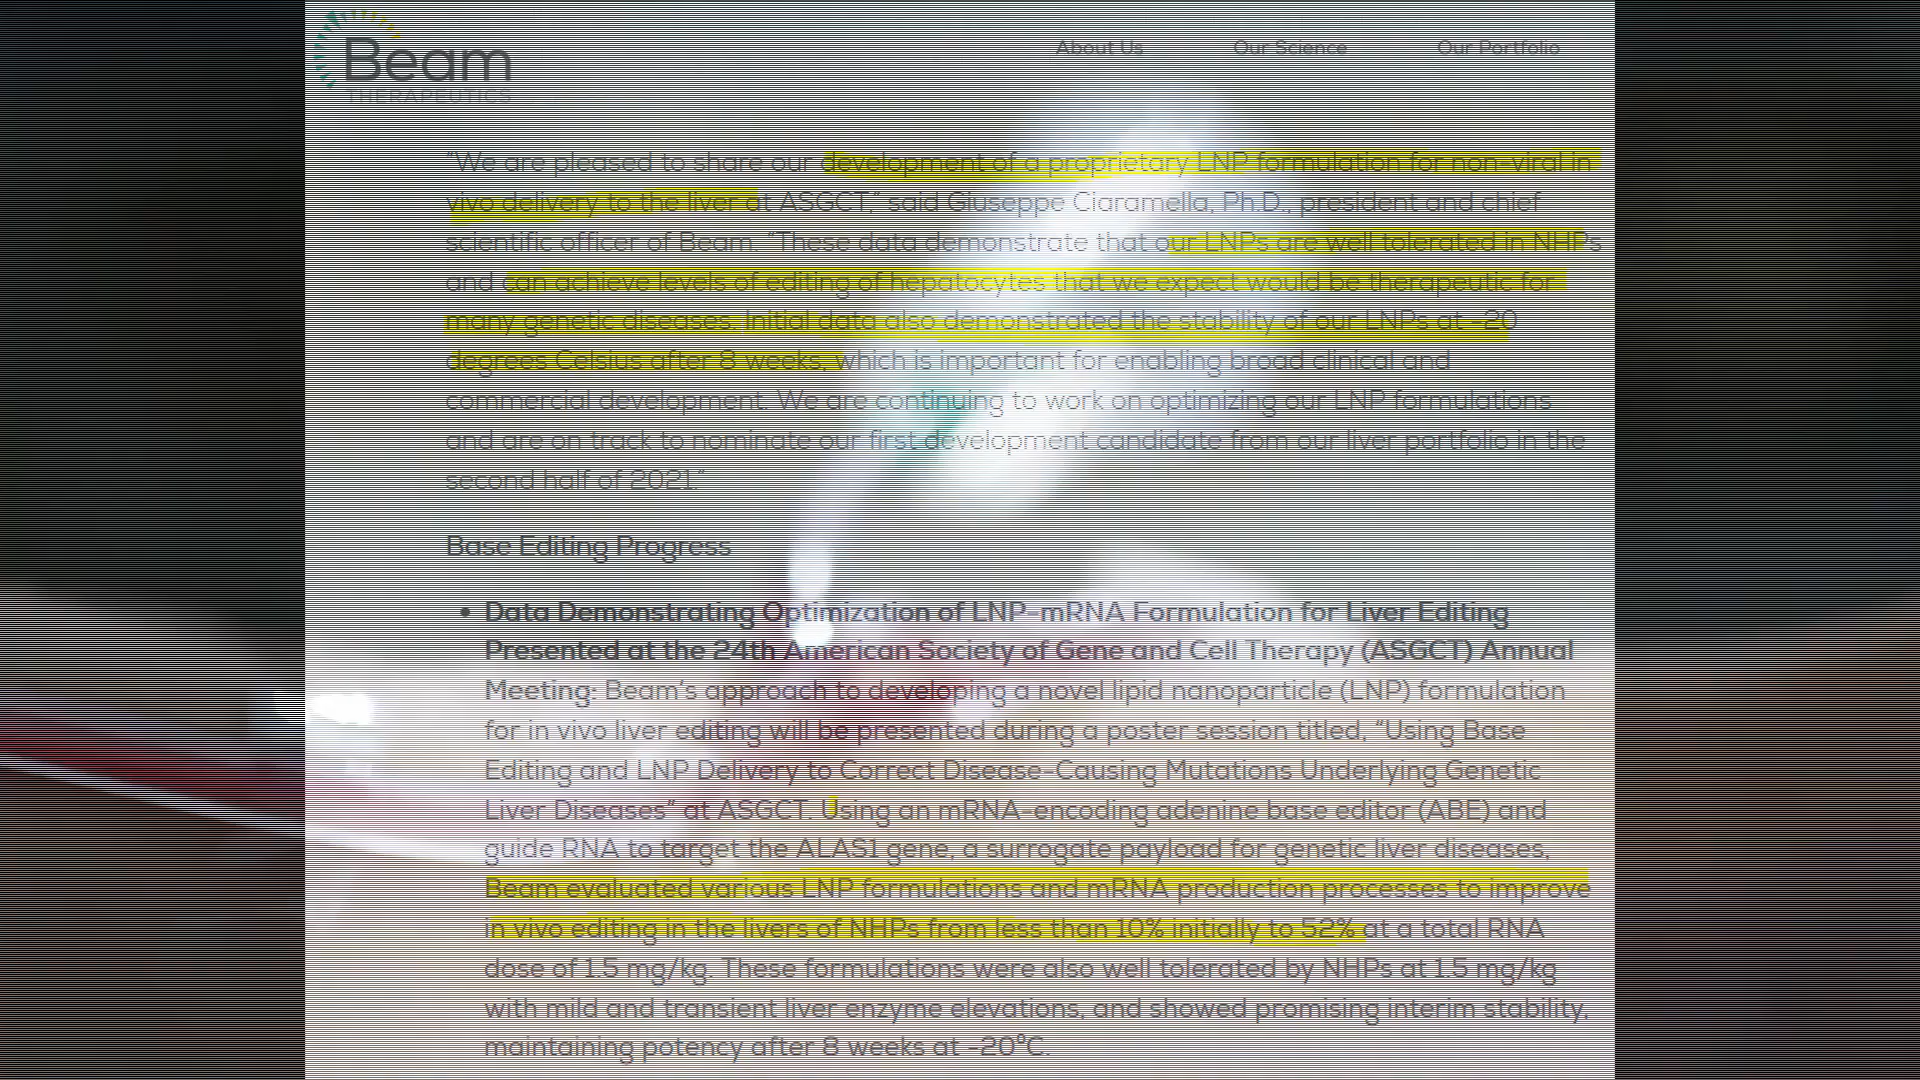 Beam
THERAPEUTICS
About Us Our Science Our Portfolio
“We are pleased to share our development of a proprietary LNP formulation for non-viral in
vivo delivery to the liver at ASGCT,” said Giuseppe Ciaramella, Ph.D., president and chief
scientific officer of Beam. “These data demonstrate that our LNPs are well tolerated in NHPs
and can achieve levels of editing of hepatocytes that we expect would be therapeutic for
many genetic diseases. Initial data also demonstrated the stability of our LNPs at -20
degrees Celsius after 8 weeks, which is important for enabling broad clinical and
commercial development. We are continuing to work on optimizing our LNP formulations
and are on track to nominate our first development candidate from our liver portfolio in the
second half of 2021.”
Base Editing Progress
• Data Demonstrating Optimization of LNP-mRNA Formulation for Liver Editing
Presented at the 24th American Society of Gene and Cell Therapy (ASGCT) Annual
Meeting: Beam’s approach to developing a novel lipid nanoparticle (LNP) formulation
for in vivo liver editing will be presented during a poster session titled, “Using Base
Editing and LNP Delivery to Correct Disease-Causing Mutations Underlying Genetic
Liver Diseases” at ASGCT. Using an mRNA-encoding adenine base editor (ABE) and
guide RNA to target the ALAS1 gene, a surrogate payload for genetic liver diseases,
Beam evaluated various LNP formulations and mRNA production processes to improve
in vivo editing in the livers of NHPs from less than 10% initially to 52% at a total RNA
dose of 1.5 mg/kg. These formulations were also well tolerated by NHPs at 1.5 mg/kg
with mild and transient liver enzyme elevations, and showed promising interim stability,
maintaining potency after 8 weeks at -20°C.